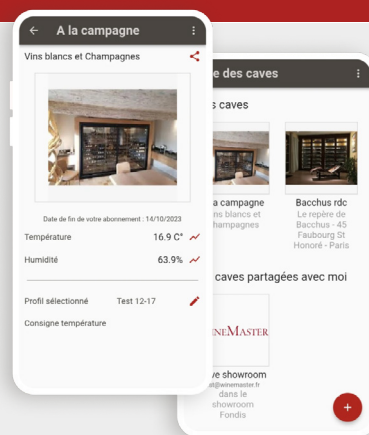 A la campagne
Vins blancs et Champagnes
Date de fin de votre abonnement : 14/10/2023
Température 16.9 C°
Humidité 63.9%
Profil sélectionné Test 12-17
Consigne température
e des caves
s caves
a campagne
ns blancs et
hampagnes
Bacchus rdc
Le repère de
Bacchus - 45
Faubourg St
Honoré - Paris
caves partagées avec moi
NEMASTER
ve showroom
st@winemaster.fr
dans le
showroom
Fondis
+